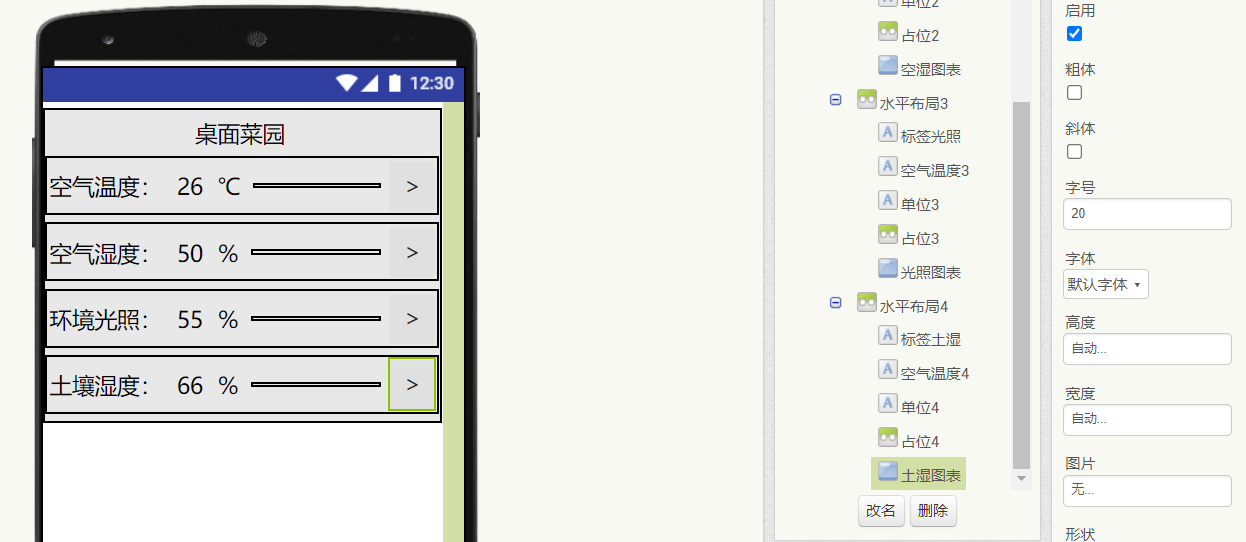 12:30
桌面菜园
空气温度： 26 ℃ >
空气湿度： 50 % >
环境光照： 55 % >
土壤湿度： 66 % >
单位2
占位2
空湿图表
水平布局3
标签光照
空气温度3
单位3
占位3
光照图表
水平布局4
标签土湿
空气温度4
单位4
占位4
土湿图表
改名 删除
启用
粗体
斜体
字号
20
字体
默认字体
高度
自动...
宽度
自动...
图片
无...
形状